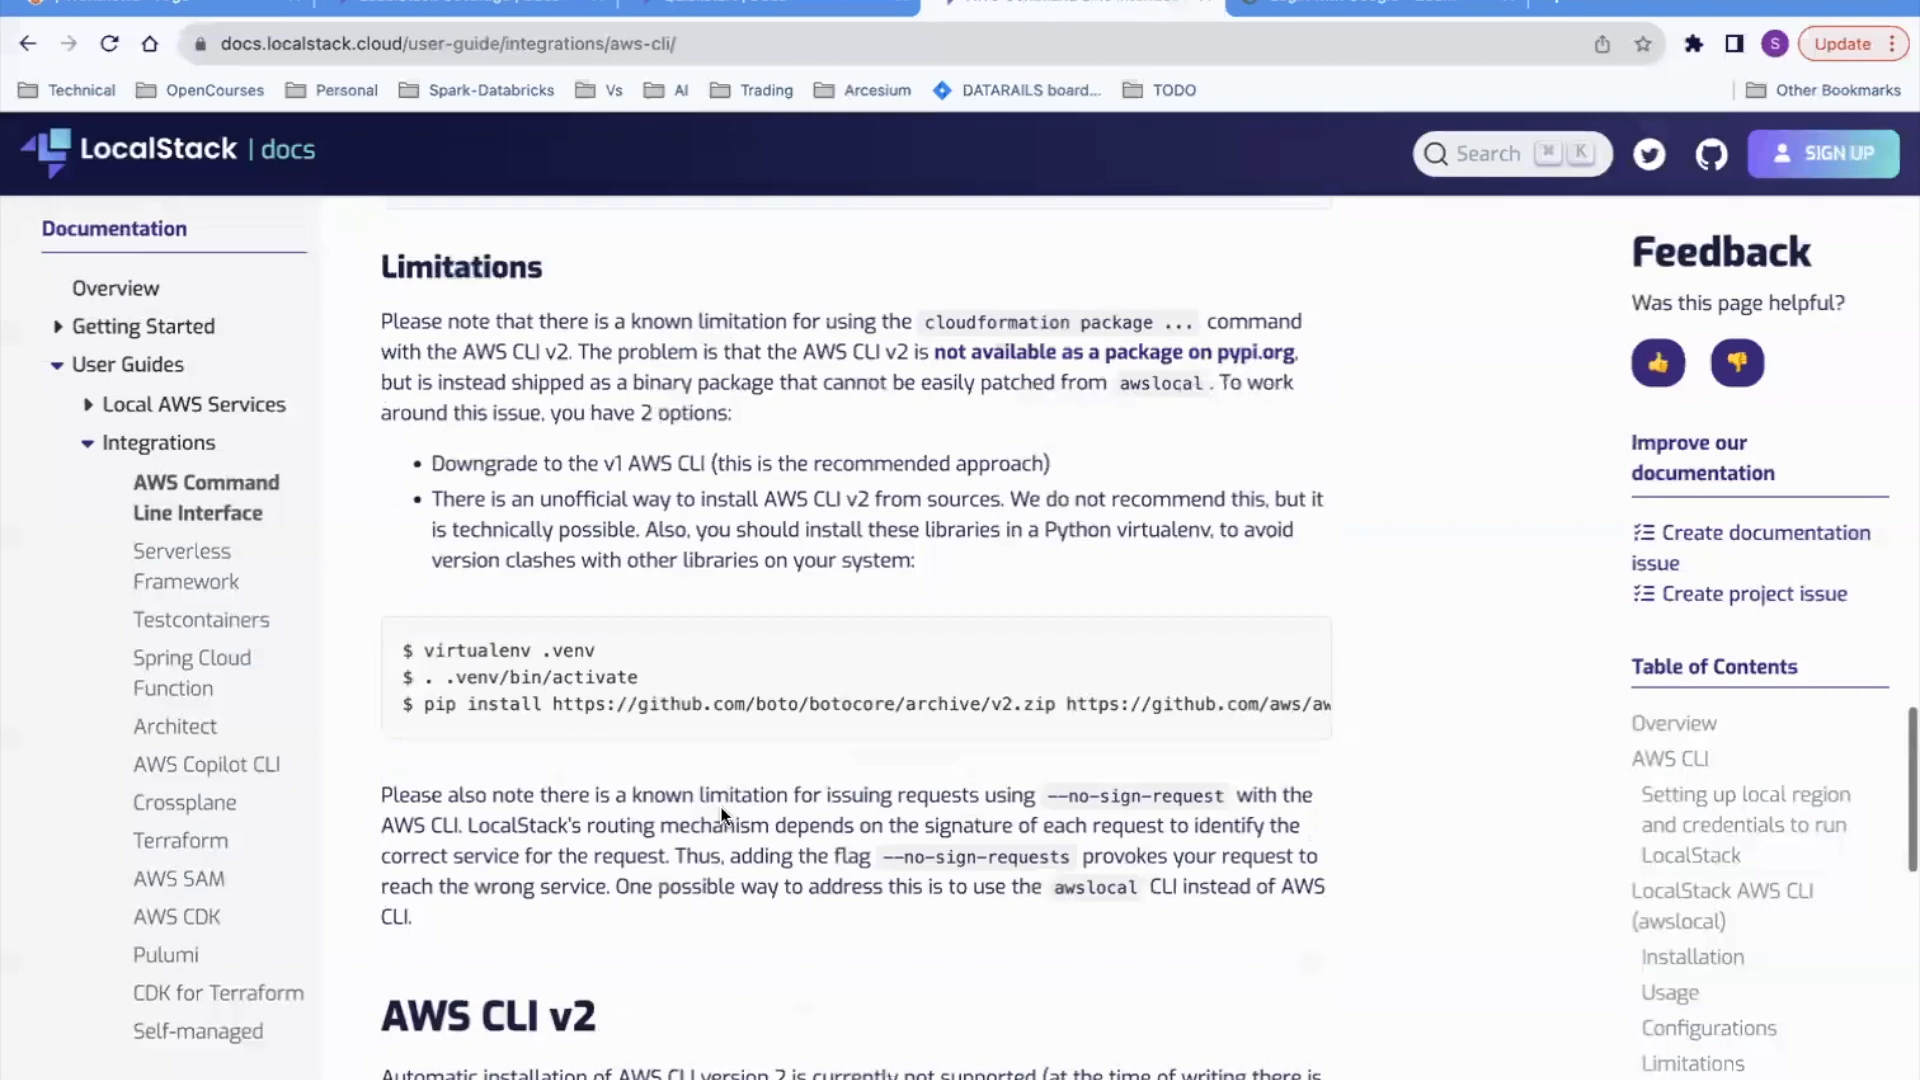 docs.localstack.cloud/user-guide/integrations/aws-cli/
S
Update
Technical
OpenCourses
Personal
Spark-Databricks
Vs
AI
Trading
Arcesium
DATARAILS board...
TODO
Other Bookmarks
LocalStack | docs
Search ⌘ K
SIGN UP
Documentation
Overview
Getting Started
User Guides
Local AWS Services
Integrations
AWS Command
Line Interface
Serverless
Framework
Testcontainers
Spring Cloud
Function
Architect
AWS Copilot CLI
Crossplane
Terraform
AWS SAM
AWS CDK
Pulumi
CDK for Terraform
Self-managed
Limitations
Please note that there is a known limitation for using the cloudformation package ... command
with the AWS CLI v2. The problem is that the AWS CLI v2 is not available as a package on pypi.org,
but is instead shipped as a binary package that cannot be easily patched from awslocal. To work
around this issue, you have 2 options:
• Downgrade to the v1 AWS CLI (this is the recommended approach)
• There is an unofficial way to install AWS CLI v2 from sources. We do not recommend this, but it
is technically possible. Also, you should install these libraries in a Python virtualenv, to avoid
version clashes with other libraries on your system:
$ virtualenv .venv
$ . .venv/bin/activate
$ pip install https://github.com/boto/botocore/archive/v2.zip https://github.com/aws/aw
Please also note there is a known limitation for issuing requests using --no-sign-request with the
AWS CLI. LocalStack's routing mechanism depends on the signature of each request to identify the
correct service for the request. Thus, adding the flag --no-sign-requests provokes your request to
reach the wrong service. One possible way to address this is to use the awslocal CLI instead of AWS
CLI.
AWS CLI v2
Automatic installation of AWS CLI version 2 is currently not supported (at the time of writing there is
Feedback
Was this page helpful?
Improve our
documentation
Create documentation
issue
Create project issue
Table of Contents
Overview
AWS CLI
Setting up local region
and credentials to run
LocalStack
LocalStack AWS CLI
(awslocal)
Installation
Usage
Configurations
Limitations